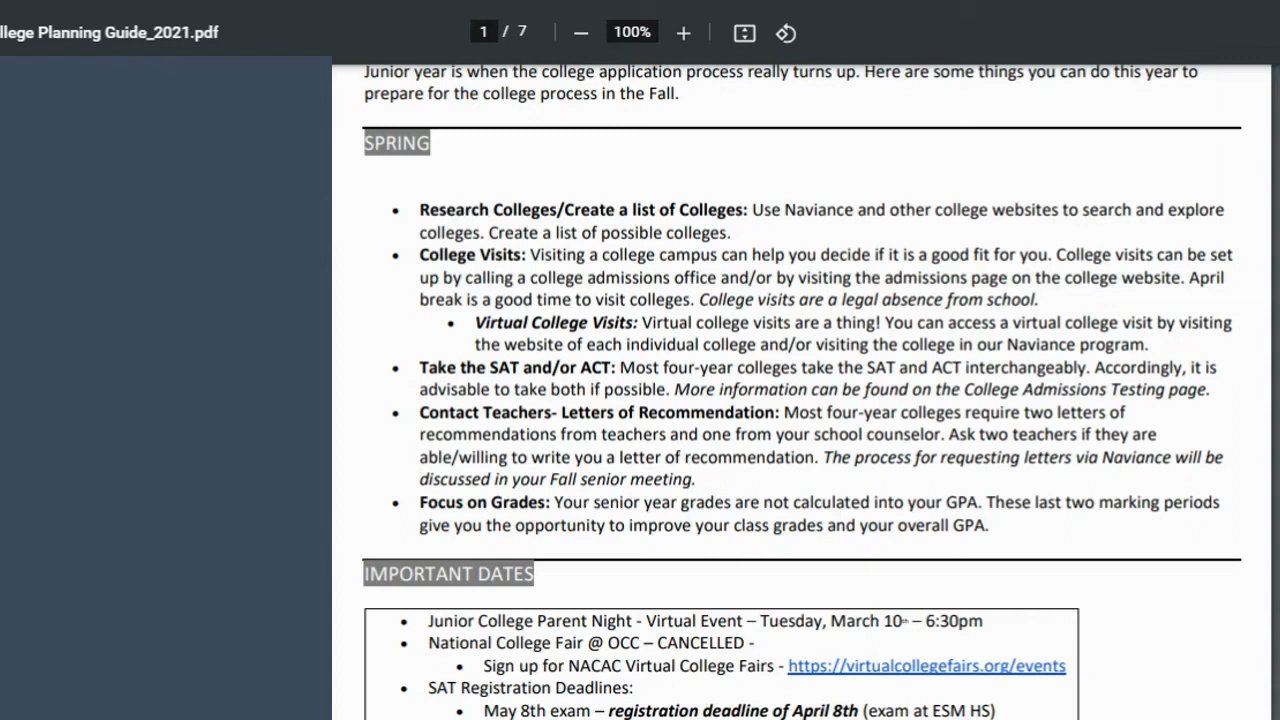 llege Planning Guide_2021.pdf
1 / 7
100%
Junior year is when the college application process really turns up. Here are some things you can do this year to
prepare for the college process in the Fall.
SPRING
• Research Colleges/Create a list of Colleges: Use Naviance and other college websites to search and explore
colleges. Create a list of possible colleges.
• College Visits: Visiting a college campus can help you decide if it is a good fit for you. College visits can be set
up by calling a college admissions office and/or by visiting the admissions page on the college website. April
break is a good time to visit colleges. College visits are a legal absence from school.
• Virtual College Visits: Virtual college visits are a thing! You can access a virtual college visit by visiting
the website of each individual college and/or visiting the college in our Naviance program.
• Take the SAT and/or ACT: Most four-year colleges take the SAT and ACT interchangeably. Accordingly, it is
advisable to take both if possible. More information can be found on the College Admissions Testing page.
• Contact Teachers- Letters of Recommendation: Most four-year colleges require two letters of
recommendations from teachers and one from your school counselor. Ask two teachers if they are
able/willing to write you a letter of recommendation. The process for requesting letters via Naviance will be
discussed in your Fall senior meeting.
• Focus on Grades: Your senior year grades are not calculated into your GPA. These last two marking periods
give you the opportunity to improve your class grades and your overall GPA.
IMPORTANT DATES
• Junior College Parent Night - Virtual Event – Tuesday, March 10th – 6:30pm
• National College Fair @ OCC – CANCELLED -
• Sign up for NACAC Virtual College Fairs - https://virtualcollegefairs.org/events
• SAT Registration Deadlines:
• May 8th exam – registration deadline of April 8th (exam at ESM HS)